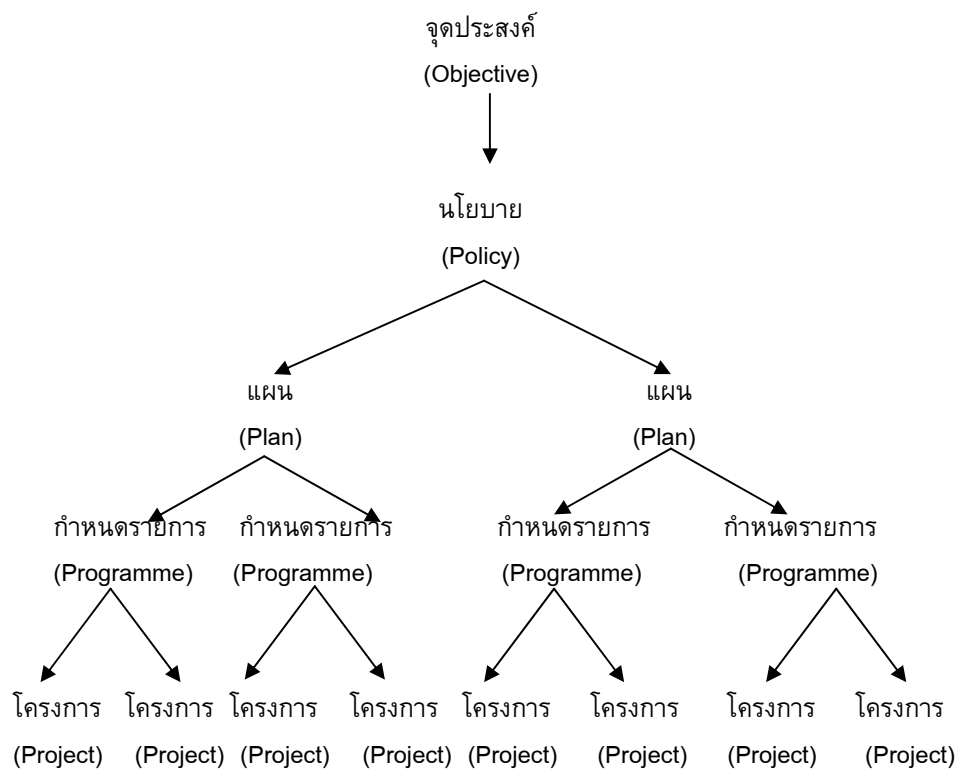 จุดประสงค์
(Objective)
นโยบาย
(Policy)
แผน แผน
(Plan) (Plan)
กำหนดรายการ กำหนดรายการ กำหนดรายการ กำหนดรายการ
(Programme) (Programme) (Programme) (Programme)
โครงการ โครงการ โครงการ โครงการ โครงการ โครงการ โครงการ โครงการ
(Project) (Project) (Project) (Project) (Project) (Project) (Project) (Project)